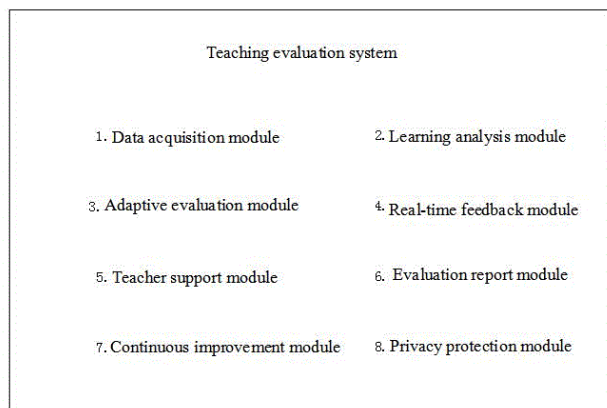 Teaching evaluation system
1. Data acquisition module
2. Learning analysis module
3. Adaptive evaluation module
4. Real-time feedback module
5. Teacher support module
6. Evaluation report module
7. Continuous improvement module
8. Privacy protection module